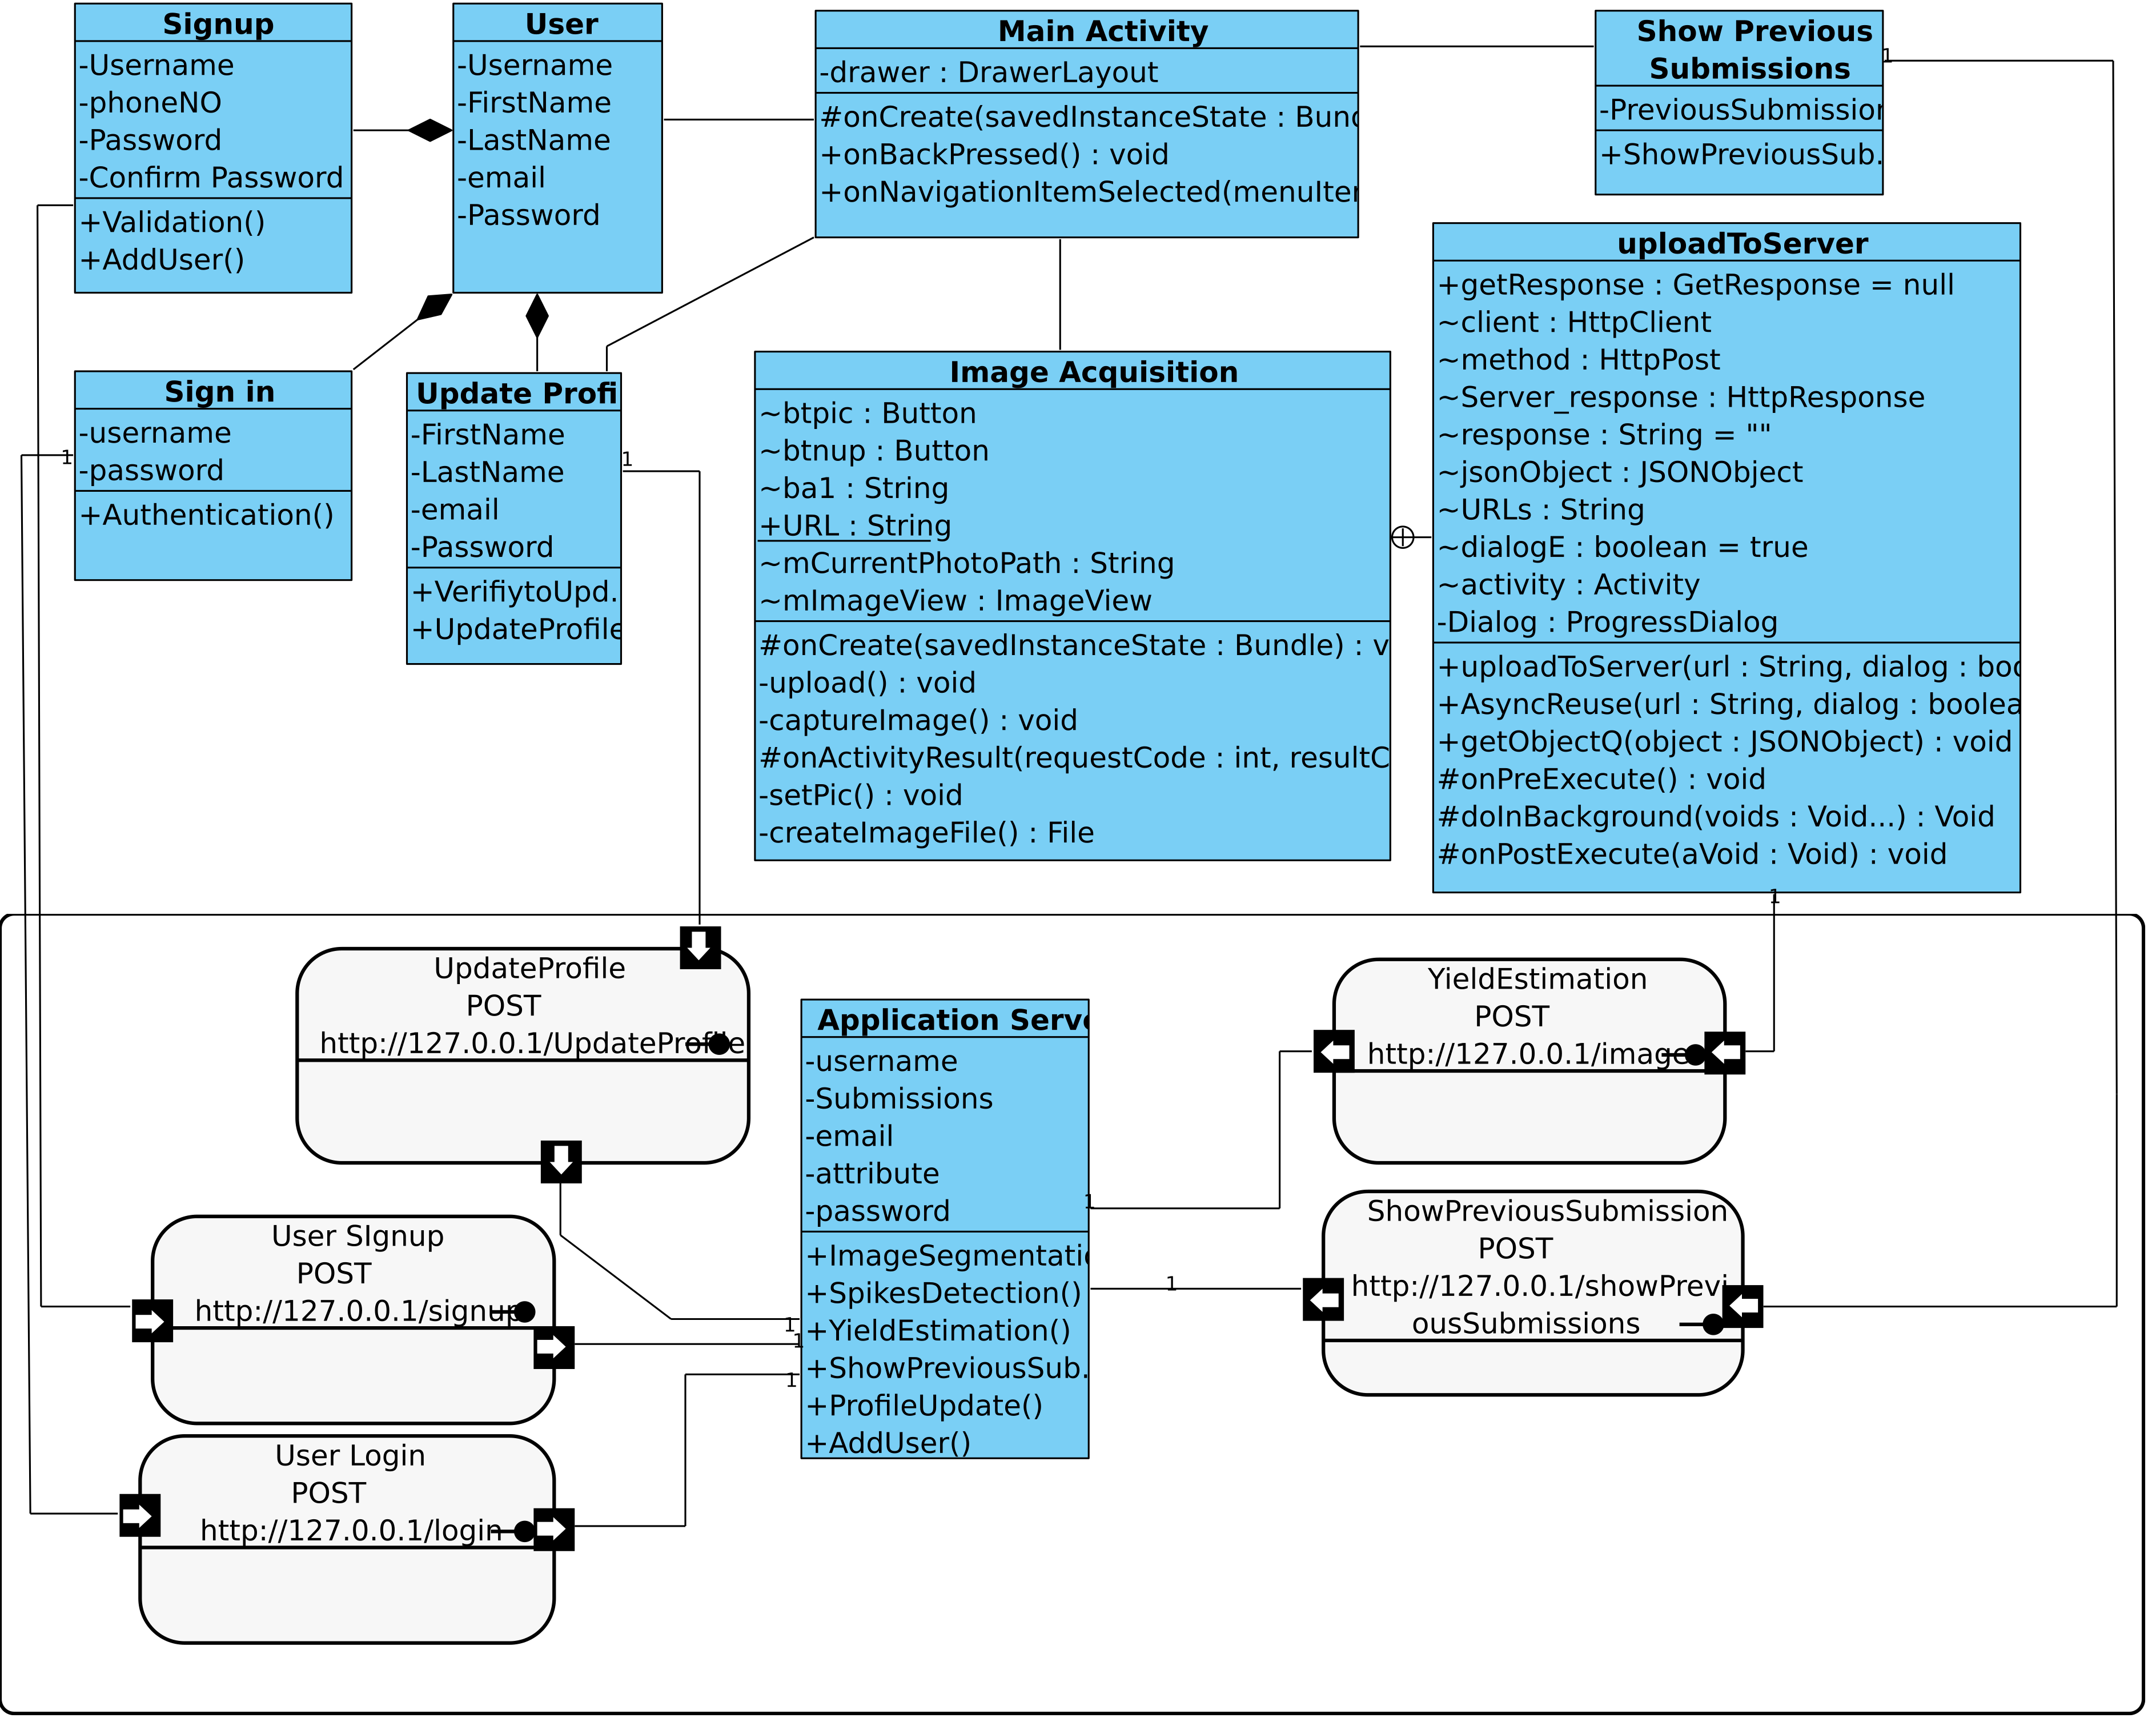 Signup
-Username
-phoneNO
-Password
-Confirm Password
+Validation()
+AddUser()
User
-Username
-FirstName
-LastName
-email
-Password
Main Activity
-drawer : DrawerLayout
#onCreate(savedInstanceState : Bund
+onBackPressed() : void
+onNavigationItemSelected(menuIter
Show Previous
Submissions
-PreviousSubmission
+ShowPreviousSub.
1
uploadToServer
+getResponse : GetResponse = null
~client : HttpClient
~method : HttpPost
~Server_response : HttpResponse
~response : String = ""
~jsonObject : JSONObject
~URLs : String
~dialogE : boolean = true
~activity : Activity
-Dialog : ProgressDialog
+uploadToServer(url : String, dialog : boo
+AsyncReuse(url : String, dialog : boolea
+getObjectQ(object : JSONObject) : void
#onPreExecute() : void
#doInBackground(voids : Void...) : Void
#onPostExecute(aVoid : Void) : void
1
Sign in
-username
-password
+Authentication()
1
Update Profi
-FirstName
-LastName
-email
-Password
+VerifiytoUpd.
+UpdateProfile
1
Image Acquisition
~btpic : Button
~btnup : Button
~ba1 : String
+URL : String
~mCurrentPhotoPath : String
~mImageView : ImageView
#onCreate(savedInstanceState : Bundle) : v
-upload() : void
-captureImage() : void
#onActivityResult(requestCode : int, resultC
-setPic() : void
-createImageFile() : File
UpdateProfile
POST
http://127.0.0.1/UpdateProfile
Application Serve
-username
-Submissions
-email
-attribute
-password
+ImageSegmentatio
+SpikesDetection()
+YieldEstimation()
+ShowPreviousSub.
+ProfileUpdate()
+AddUser()
1
1
1
1
1
YieldEstimation
POST
http://127.0.0.1/image
ShowPreviousSubmission
POST
http://127.0.0.1/showPrevi
ousSubmissions
User SIgnup
POST
http://127.0.0.1/signup
User Login
POST
http://127.0.0.1/login